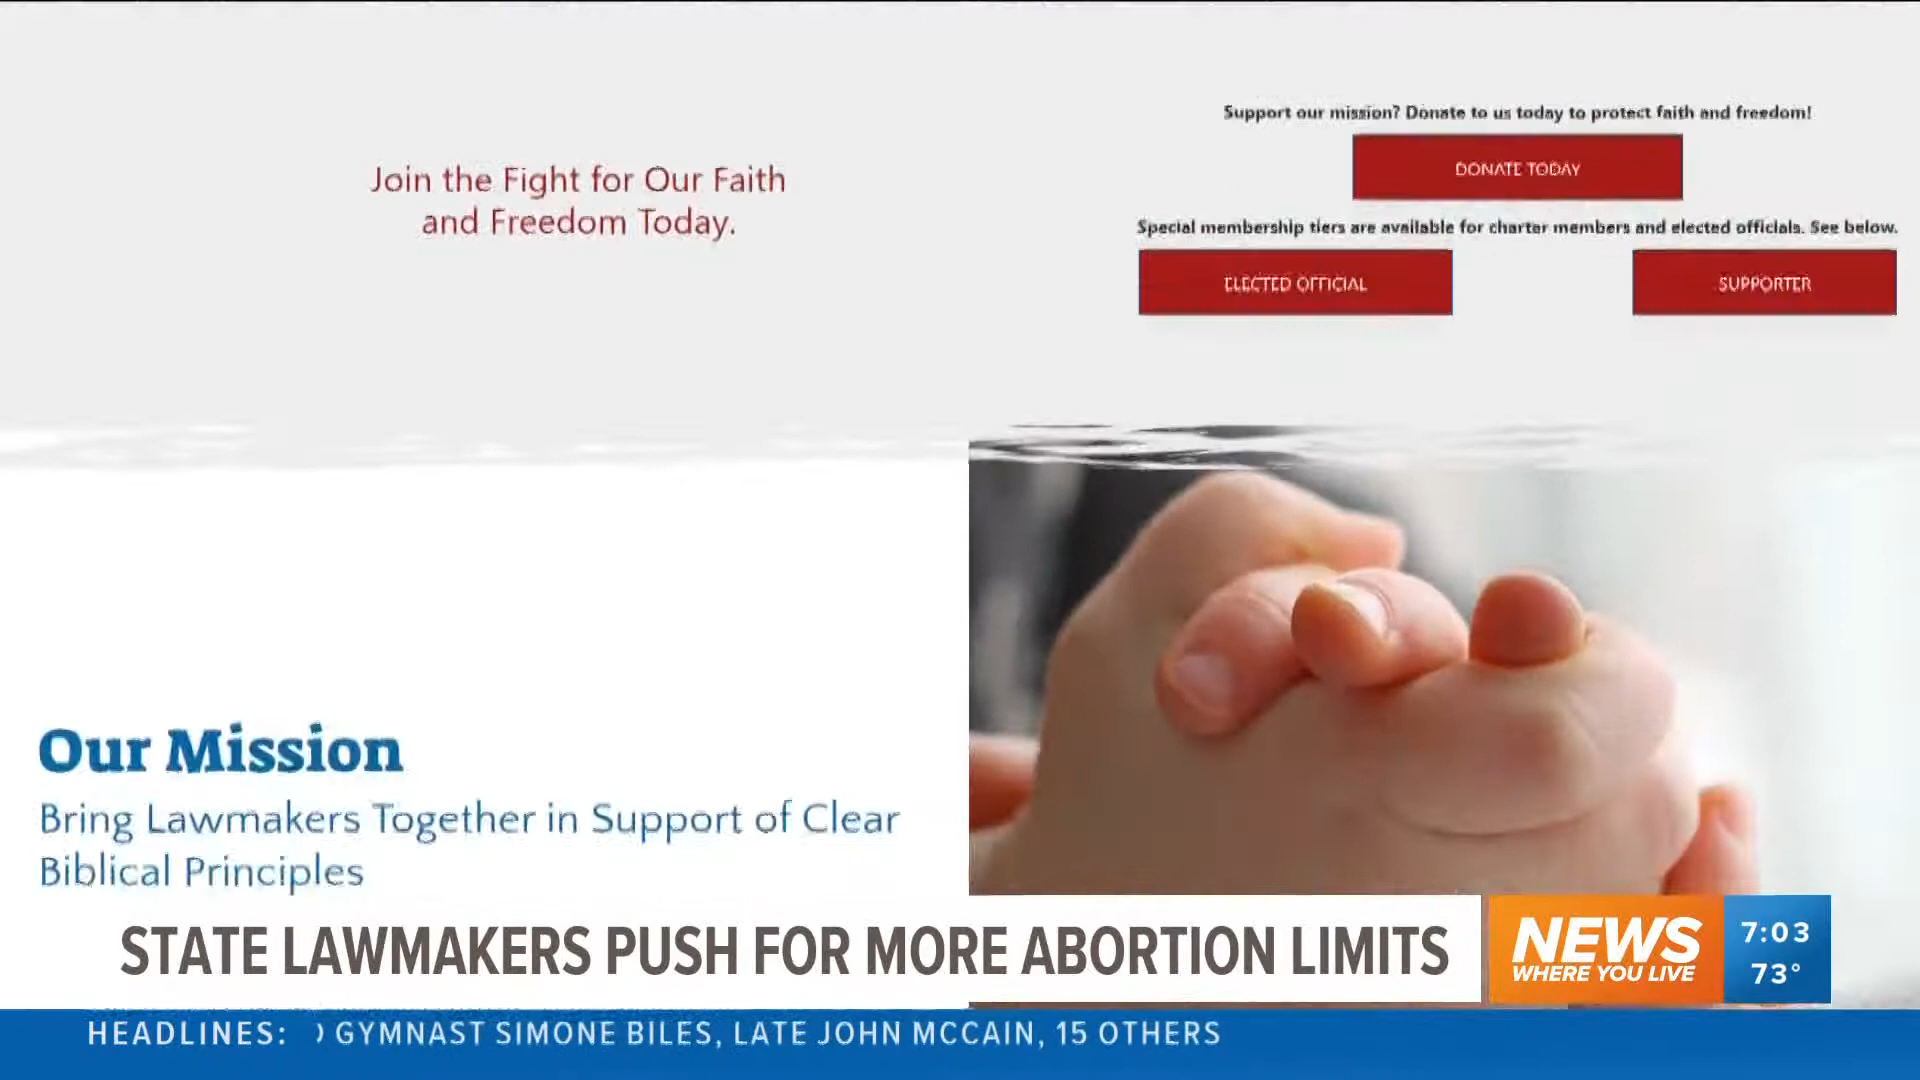 Support our mission? Donate to us today to protect faith and freedom!
DONATE TODAY
Join the Fight for Our Faith
and Freedom Today.
Special membership tiers are available for charter members and elected officials. See below.
ELECTED OFFICIAL
SUPPORTER
Our Mission
Bring Lawmakers Together in Support of Clear
Biblical Principles
STATE LAWMAKERS PUSH FOR MORE ABORTION LIMITS
NEWS
WHERE YOU LIVE
7:03
73°
HEADLINES: GYMNAST SIMONE BILES, LATE JOHN MCCAIN, 15 OTHERS